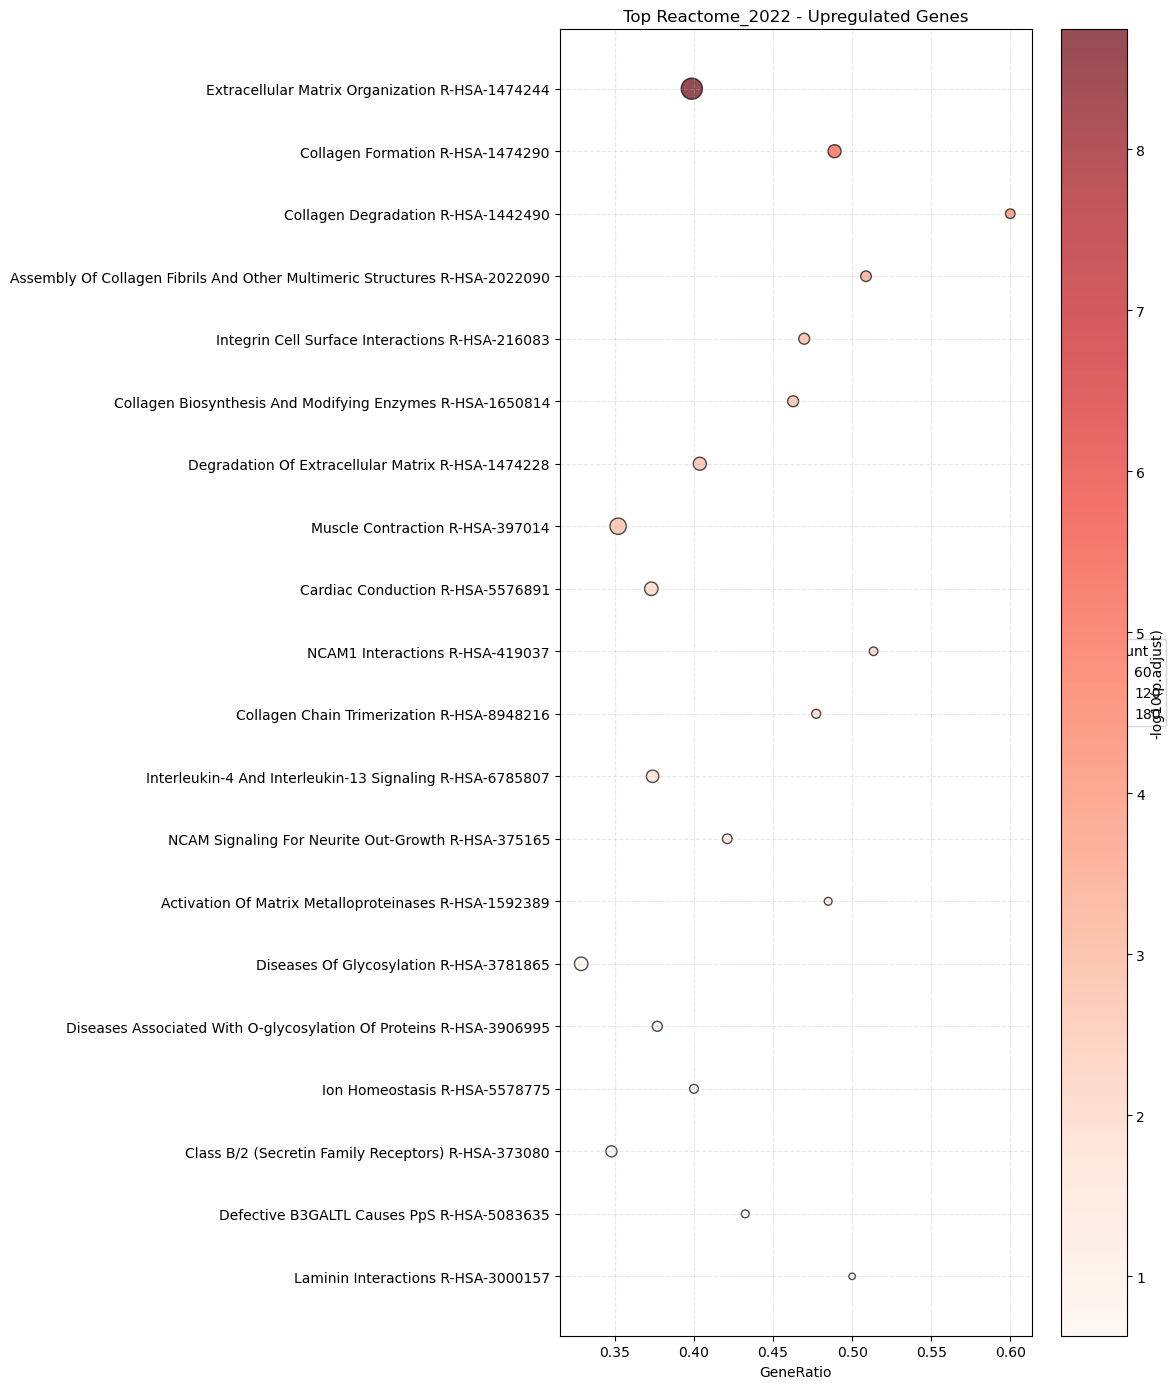 Top Reactome_2022 - Upregulated Genes
Extracellular Matrix Organization R-HSA-1474244
Collagen Formation R-HSA-1474290
Collagen Degradation R-HSA-1442490
Assembly Of Collagen Fibrils And Other Multimeric Structures R-HSA-2022090
Integrin Cell Surface Interactions R-HSA-216083
Collagen Biosynthesis And Modifying Enzymes R-HSA-1650814
Degradation Of Extracellular Matrix R-HSA-1474228
Muscle Contraction R-HSA-397014
Cardiac Conduction R-HSA-5576891
NCAM1 Interactions R-HSA-419037
Collagen Chain Trimerization R-HSA-8948216
Interleukin-4 And Interleukin-13 Signaling R-HSA-6785807
NCAM Signaling For Neurite Out-Growth R-HSA-375165
Activation Of Matrix Metalloproteinases R-HSA-1592389
Diseases Of Glycosylation R-HSA-3781865
Diseases Associated With O-glycosylation Of Proteins R-HSA-3906995
Ion Homeostasis R-HSA-5578775
Class B/2 (Secretin Family Receptors) R-HSA-373080
Defective B3GALTL Causes PpS R-HSA-5083635
Laminin Interactions R-HSA-3000157
0.35 0.40 0.45 0.50 0.55 0.60
GeneRatio
8
7
6
5
4
3
2
1
unt
60
120
180
-log10(p.adjust)